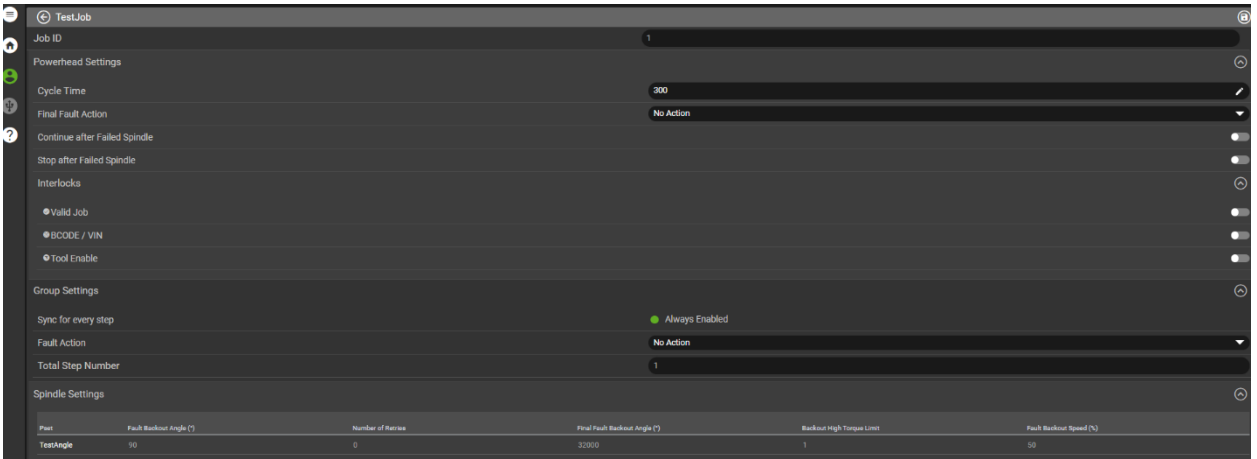 TestJob
Job ID 1
Powerhead Settings
Cycle Time 300
Final Fault Action No Action
Continue after Failed Spindle
Stop after Failed Spindle
Interlocks
Valid Job
BCODE / VIN
Tool Enable
Group Settings
Sync for every step Always Enabled
Fault Action No Action
Total Step Number 1
Spindle Settings
Pset Fault Backout Angle (°) Number of Retries Final Fault Backout Angle (°) Backout High Torque Limit Fault Backout Speed (%)
TestAngle 90 0 32000 1 50